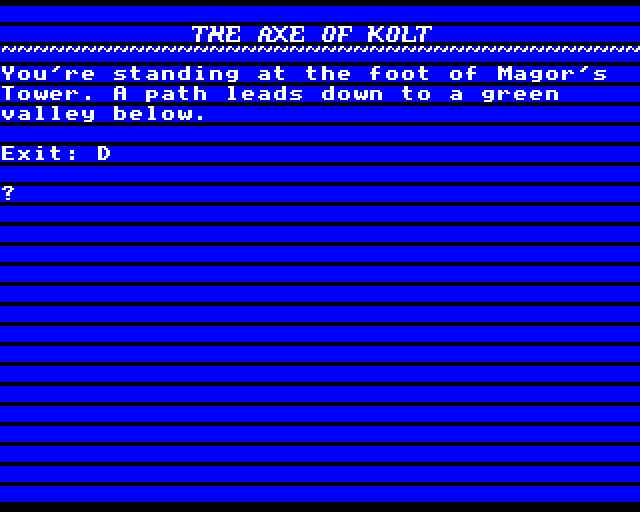 THE AXE OF KOLT
You're standing at the foot of Magor's
Tower. A path leads down to a green
valley below.
Exit: D
?